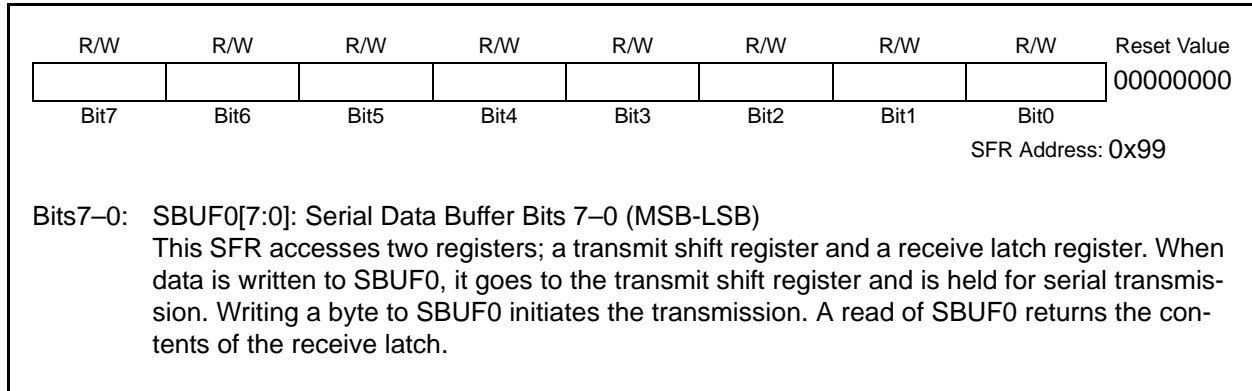 R/W R/W R/W R/W R/W R/W R/W R/W Reset Value
00000000
Bit7 Bit6 Bit5 Bit4 Bit3 Bit2 Bit1 Bit0
SFR Address: 0x99
Bits7–0: SBUF0[7:0]: Serial Data Buffer Bits 7–0 (MSB-LSB)
This SFR accesses two registers; a transmit shift register and a receive latch register. When
data is written to SBUF0, it goes to the transmit shift register and is held for serial transmis-
sion. Writing a byte to SBUF0 initiates the transmission. A read of SBUF0 returns the con-
tents of the receive latch.